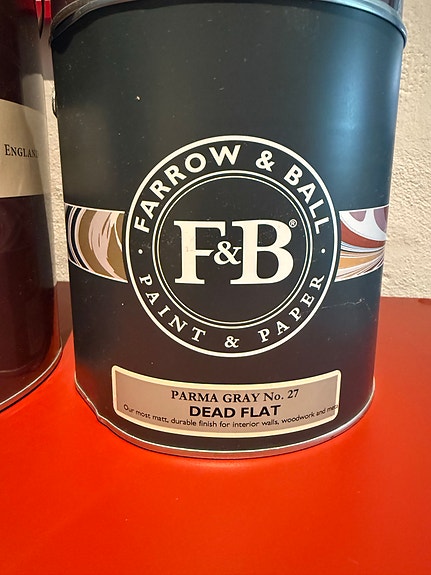 ENGLAN
FARROW & BALL
F&B®
PAINT & PAPER
PARMA GRAY No. 27
DEAD FLAT
Our most matt, durable finish for interior walls, woodwork and met